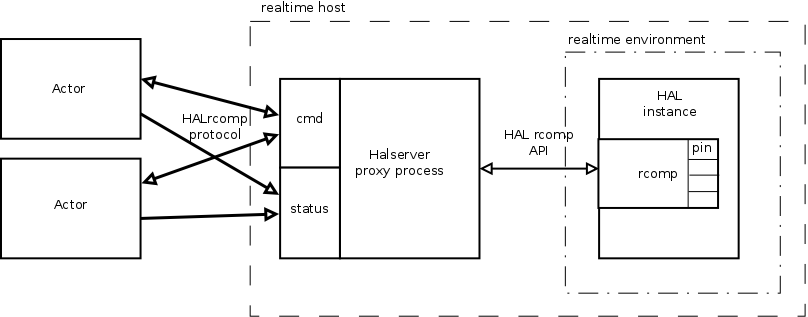 realtime host
realtime environment
Actor
HALrcomp
protocol
cmd
Halserver
proxy process
HAL rcomp
API
HAL
instance
pin
rcomp
Actor
status